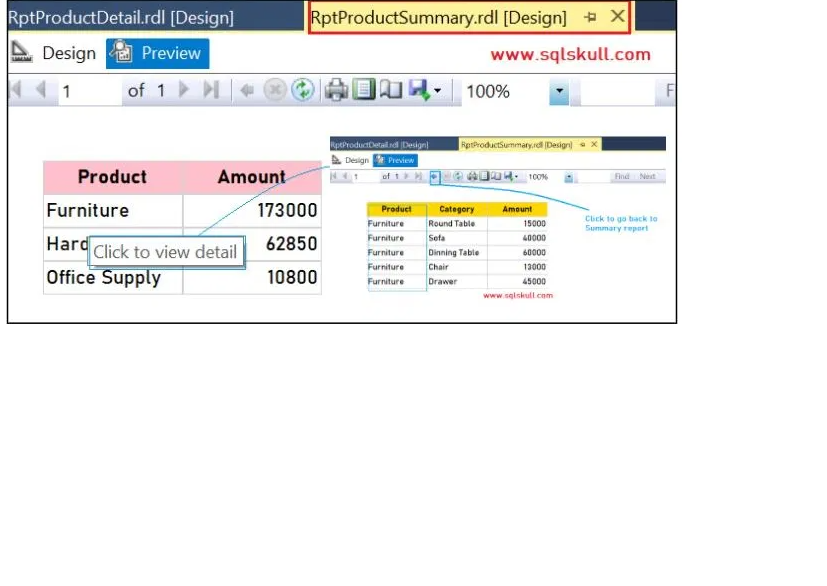 RptProductDetail.rdl [Design] RptProductSummary.rdl [Design]
Design Preview www.sqlskull.com
1 of 1 100% F
Product Amount
Furniture 173000
Hard 62850
Click to view detail
Office Supply 10800
RptProductDetail.rdl [Design] RptProductSummary.rdl [Design]
Design Preview
1 of 1 100% Find Next
Product Category Amount
Furniture Round Table 15000
Furniture Sofa 40000
Furniture Dinning Table 60000
Furniture Chair 13000
Furniture Drawer 45000
www.sqlskull.com
Click to go back to
Summary report